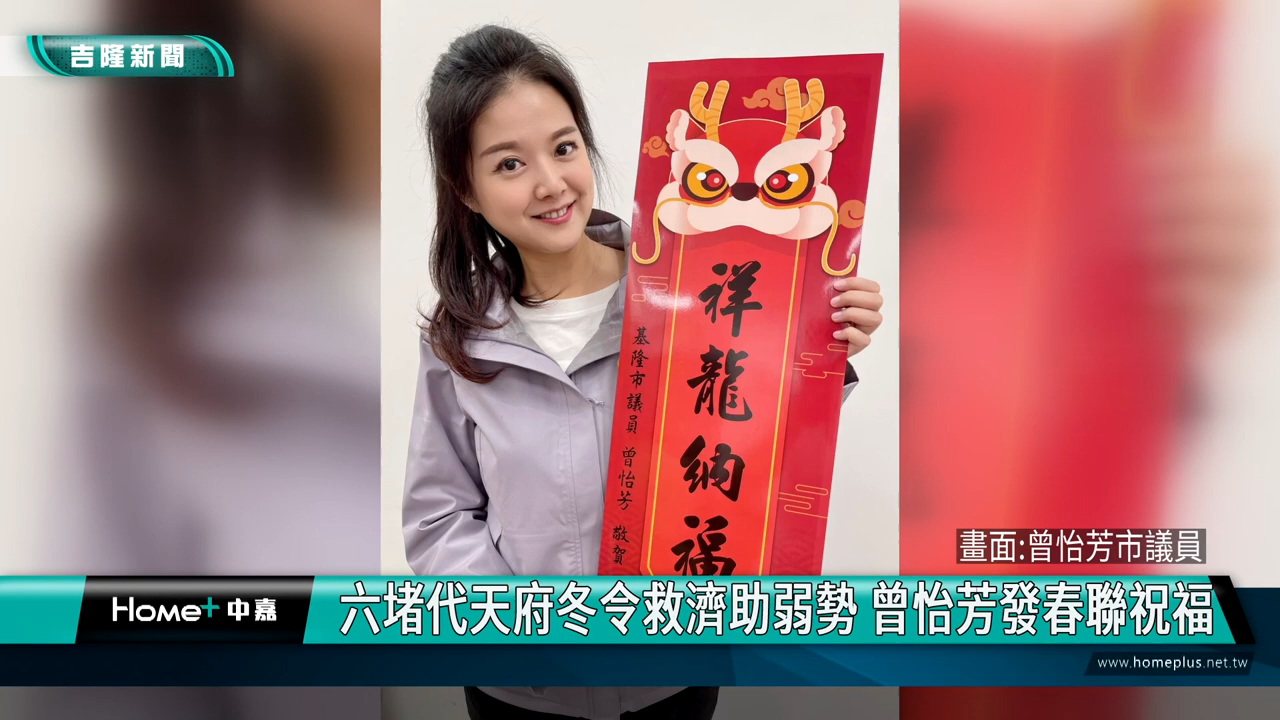 吉隆新聞
祥龍納福
基隆市議員 曾怡芳 敬賀
畫面:曾怡芳市議員
Home+ 中嘉
六堵代天府冬令救濟助弱勢 曾怡芳發春聯祝福
www.homeplus.net.tw